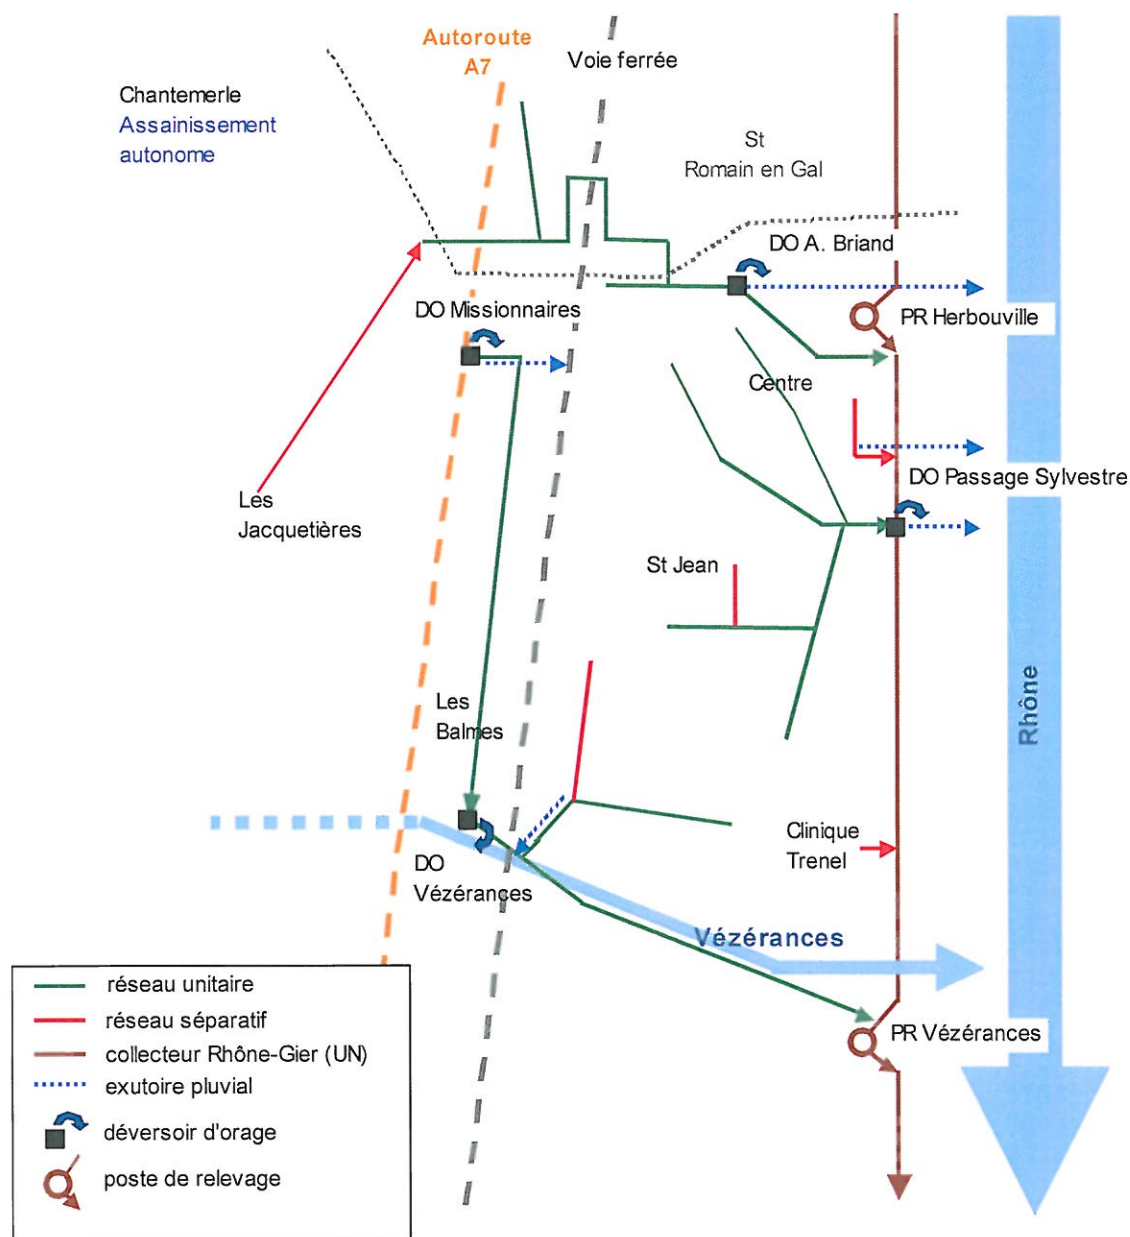 Autoroute
A7
Voie ferrée
Chantemerle
Assainissement
autonome
St
Romain en Gal
DO A. Briand
DO Missionnaires
PR Herbouville
Centre
DO Passage Sylvestre
Les
Jacquetières
St Jean
Rhône
Les
Balmes
Clinique
Trenel
DO
Vézérances
Vézérances
PR Vézérances
réseau unitaire
réseau séparatif
collecteur Rhône-Gier (UN)
exutoire pluvial
déversoir d'orage
poste de relevage